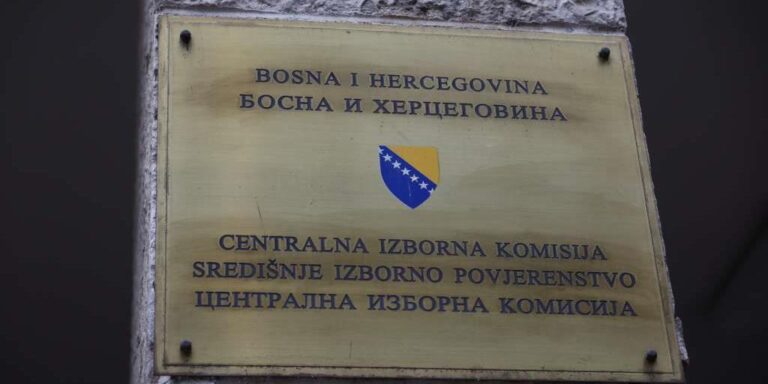 BOSNA I HERCEGOVINA
БОСНА И ХЕРЦЕГОВИНА
CENTRALNA IZBORNA KOMISIJA
SREDIŠNJE IZBORNO POVJERENSTVO
ЦЕНТРАЛНА ИЗБОРНА КОМИСИЈА